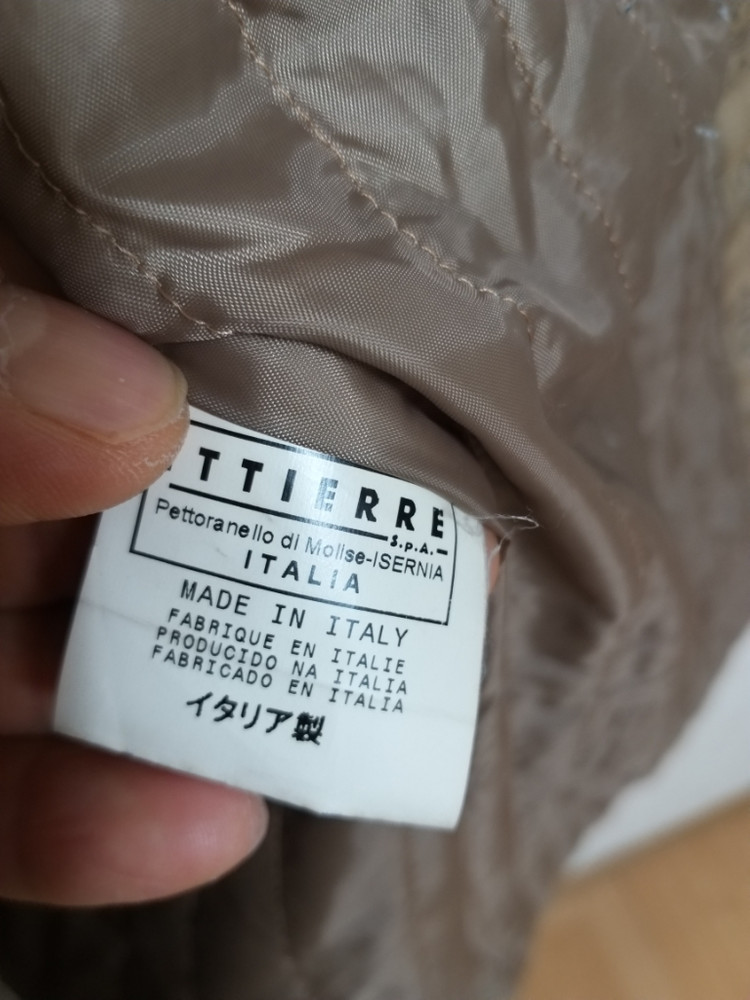 TTIERRE
S.p.A.
Pettoranello di Molise-ISERNIA
ITALIA
MADE IN ITALY
FABRIQUE EN ITALIE
PRODUCIDO NA ITALIA
FABRICADO EN ITALIA
イタリア製